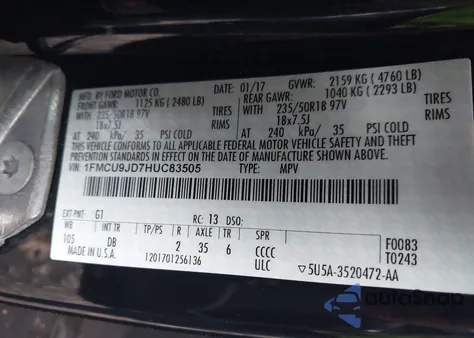 MFD. BY FORD MOTOR CO.
DATE: 01/17 GVWR: 2159 KG ( 4760 LB)
FRONT GAWR: 1125 KG ( 2480 LB) REAR GAWR: 1040 KG ( 2293 LB)
WITH 235/50R18 97V WITH 235/50R18 97V
TIRES 18x7.5J TIRES 18x7.5J
RIMS
AT 240 kPa/ 35 PSI COLD AT 240 kPa/ 35 PSI COLD
THIS VEHICLE CONFORMS TO ALL APPLICABLE FEDERAL MOTOR VEHICLE SAFETY AND BUMPER STANDARDS IN EFFECT ON THE DATE OF MANUFACTURE SHOWN ABOVE.
VIN: 1FMCU9JD7HUC83505 TYPE: MPV
EXT PNT: G1 RC: 13 DSO:
WB INT TR TP/PS R AXLE TR SPR F0083
105 DB 2 35 6 CCCC T0243
MADE IN U.S.A. 1201701256136 ULC ▽5U5A-3520472-AA
AutoSnap